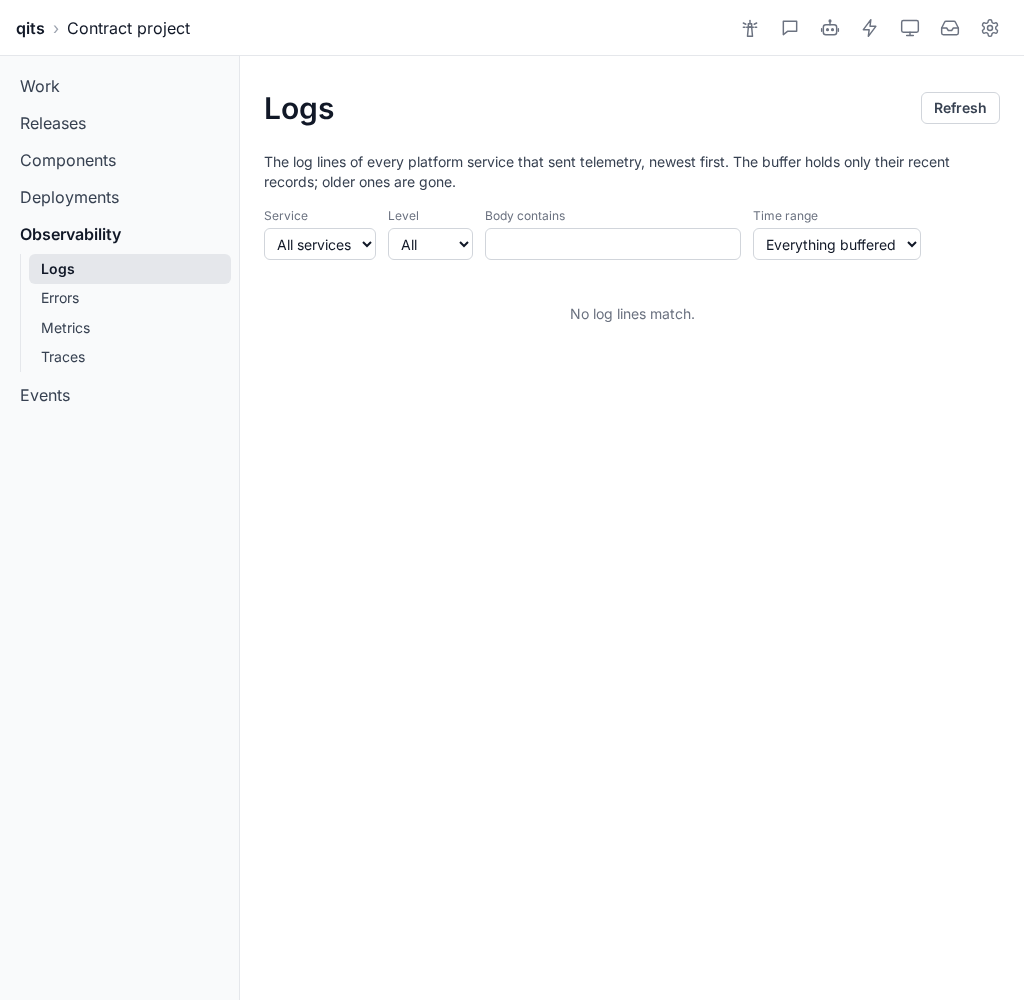 qits › Contract project
Work
Releases
Components
Deployments
Observability
Logs
Errors
Metrics
Traces
Events
Logs
Refresh
The log lines of every platform service that sent telemetry, newest first. The buffer holds only their recent
records; older ones are gone.
Service
Level
Body contains
Time range
All services
All
Everything buffered
No log lines match.